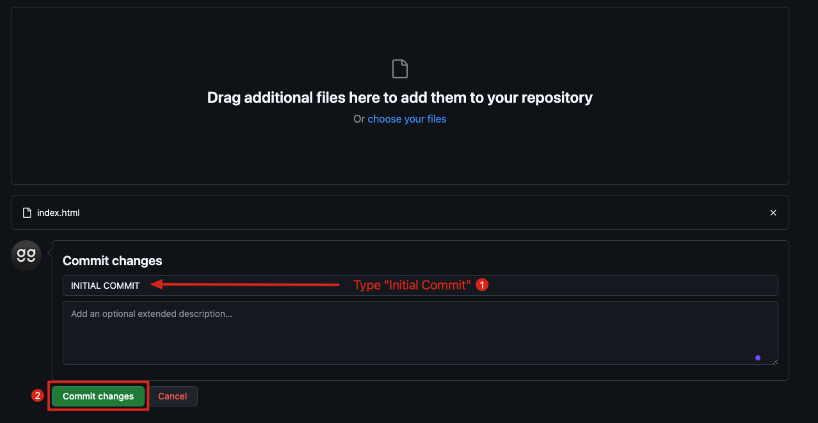 Drag additional files here to add them to your repository
Or choose your files
index.html
gg
Commit changes
INITIAL COMMIT
Type "Initial Commit" 1
Add an optional extended description...
2
Commit changes
Cancel